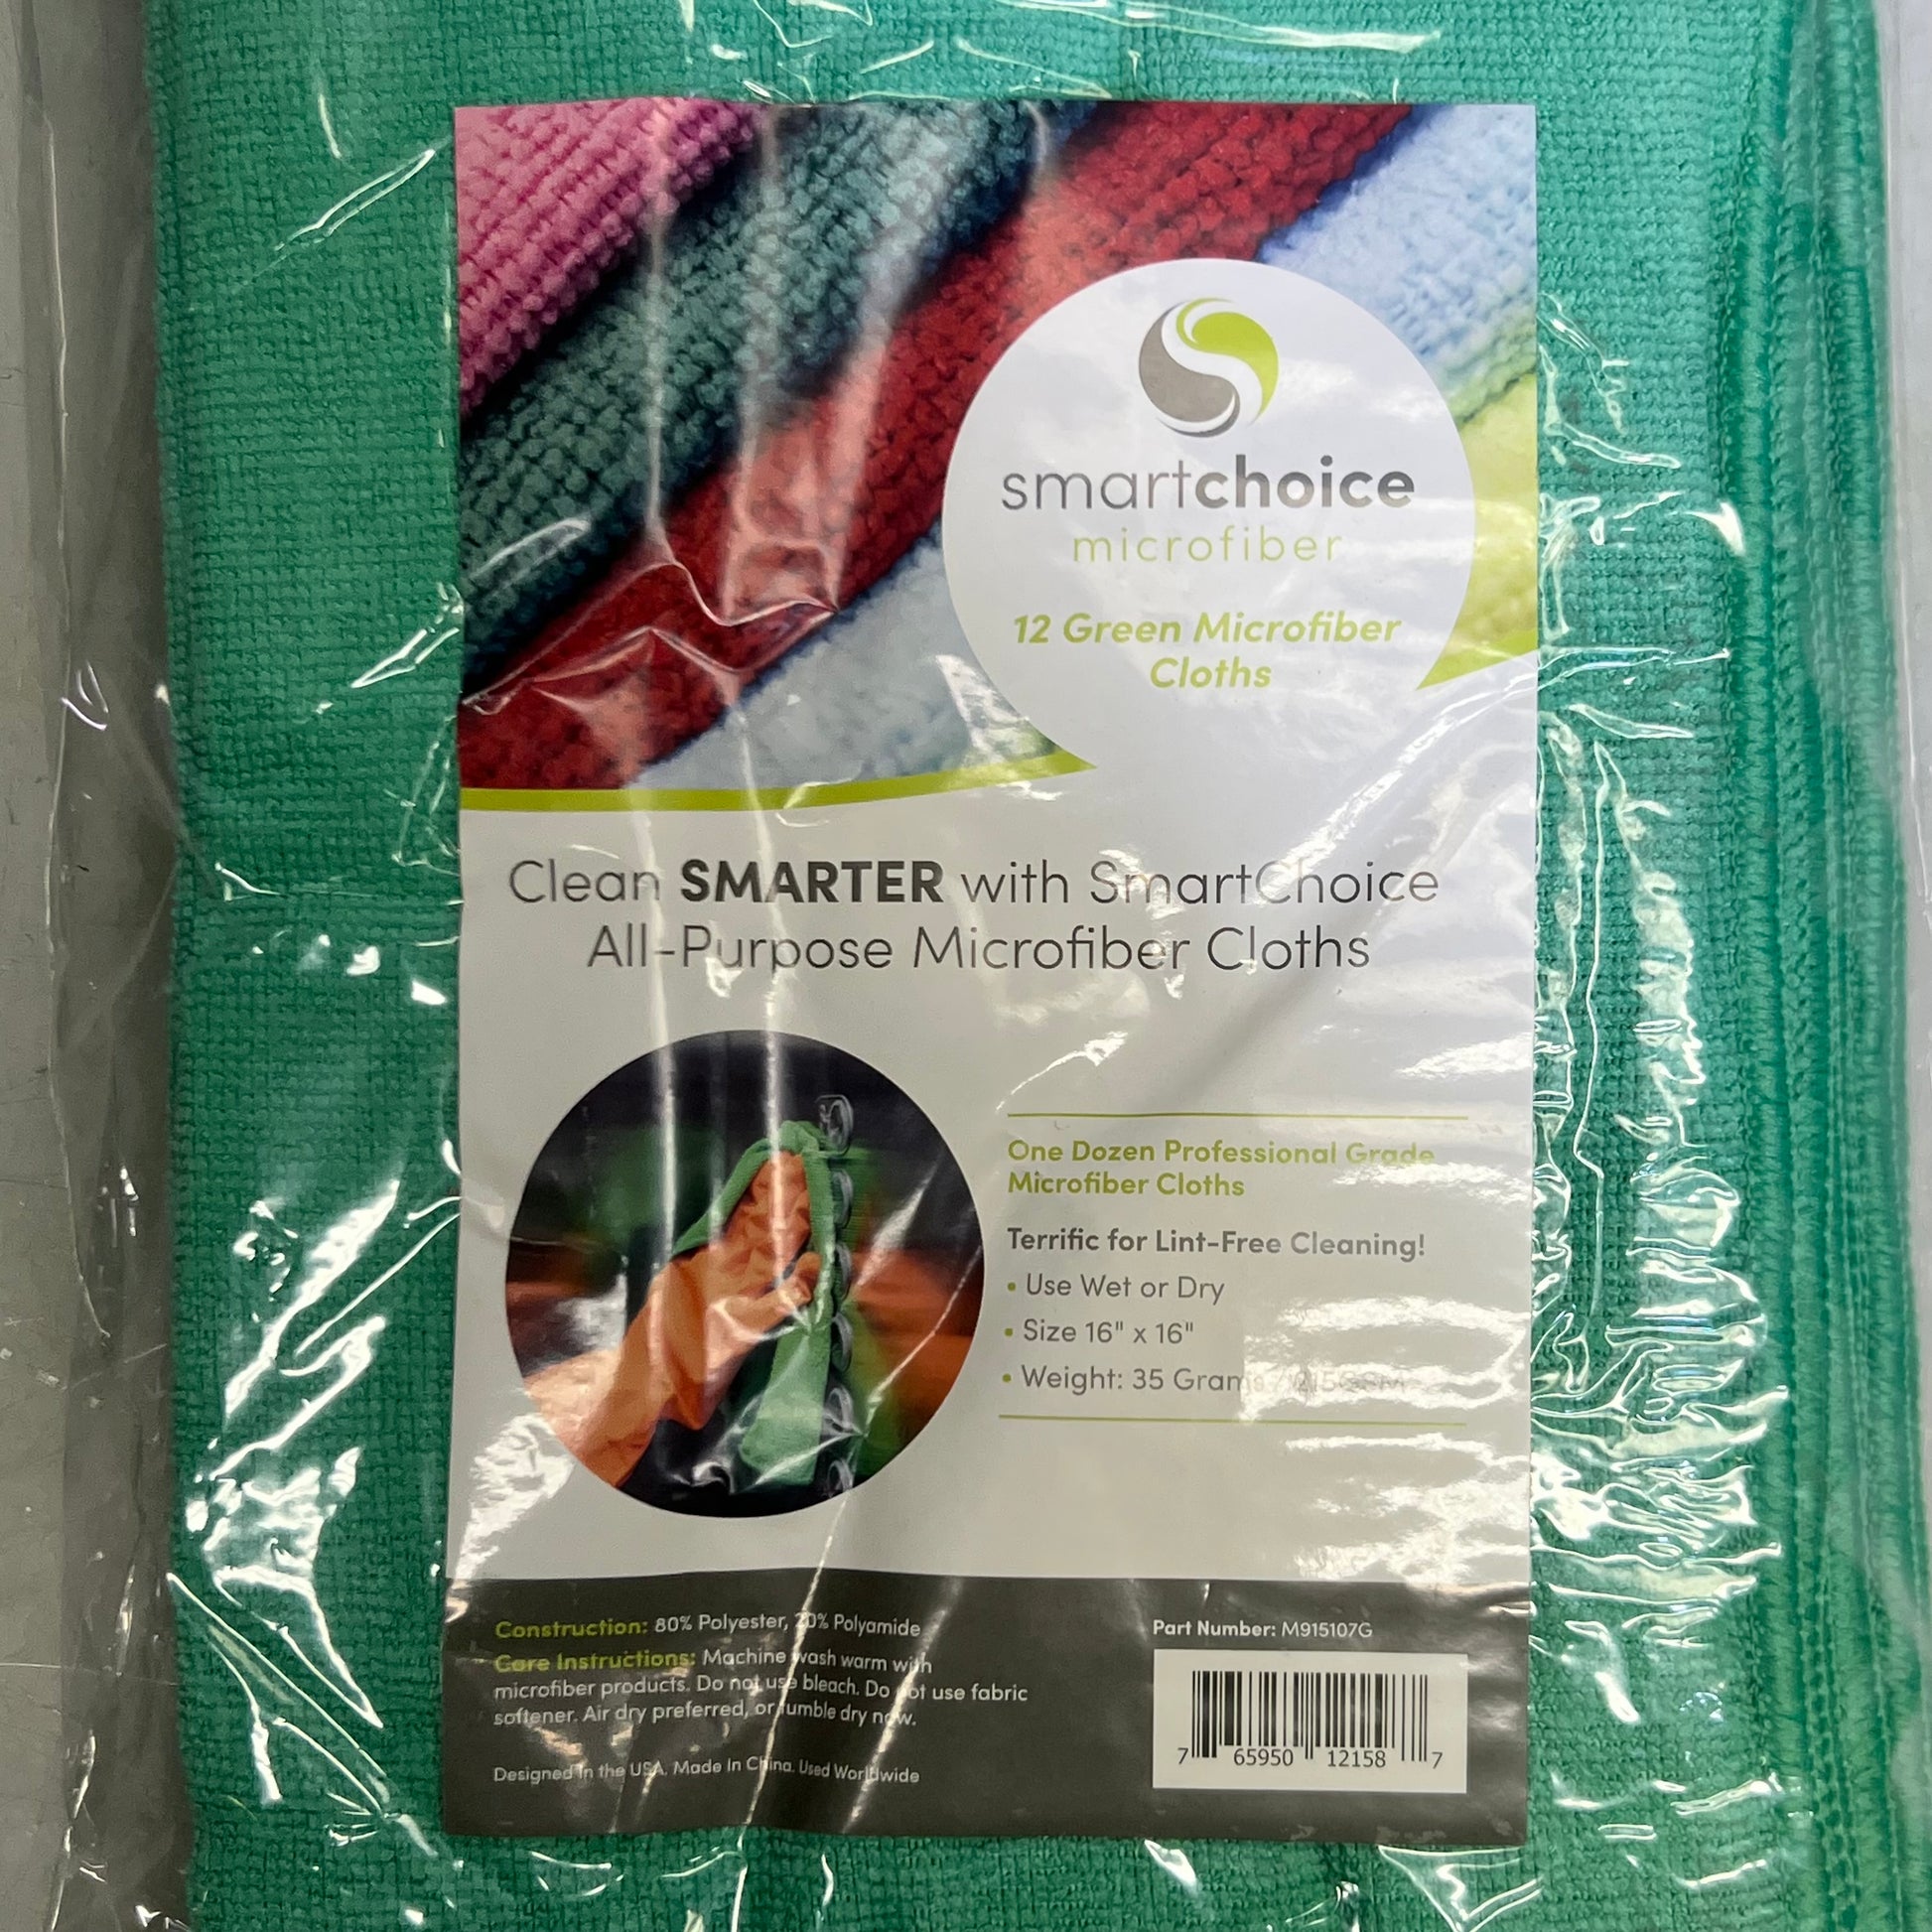 smartchoice
microfiber
12 Green Microfiber
Cloths
Clean SMARTER with SmartChoice
All-Purpose Microfiber Cloths
One Dozen Professional Grade
Microfiber Cloths
Terrific for Lint-Free Cleaning!
• Use Wet or Dry
• Size 16" x 16"
• Weight: 35 Grams
Construction: 80% Polyester, 20% Polyamide
Care Instructions: Machine wash warm with
microfiber products. Do not use bleach. Do not use fabric
softener. Air dry preferred, or tumble dry now.
Designed in the USA. Made In China. Used Worldwide
Part Number: M915107G
7 65950 12158 7